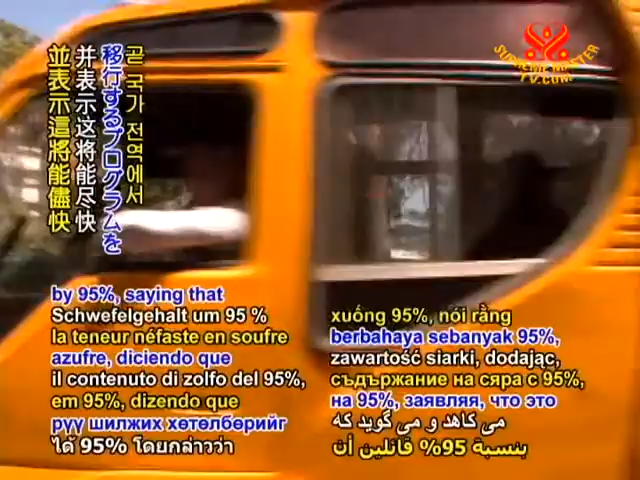 SUPREME MASTER
TV.COM
곧 국가 전역에서
移行するプログラムを
并表示这将能尽快
並表示這將能儘快
by 95%, saying that
Schwefelgehalt um 95 %
la teneur néfaste en soufre
azufre, diciendo que
il contenuto di zolfo del 95%,
em 95%, dizendo que
рүү шилжих хөтөлбөрийг
ได้ 95% โดยกล่าวว่า
xuống 95%, nói rằng
berbahaya sebanyak 95%,
zawartość siarki, dodając,
съдържание на сяра с 95%,
на 95%, заявляя, что это
می کاهد و می گوید که
بنسبة 95% قائلين أن